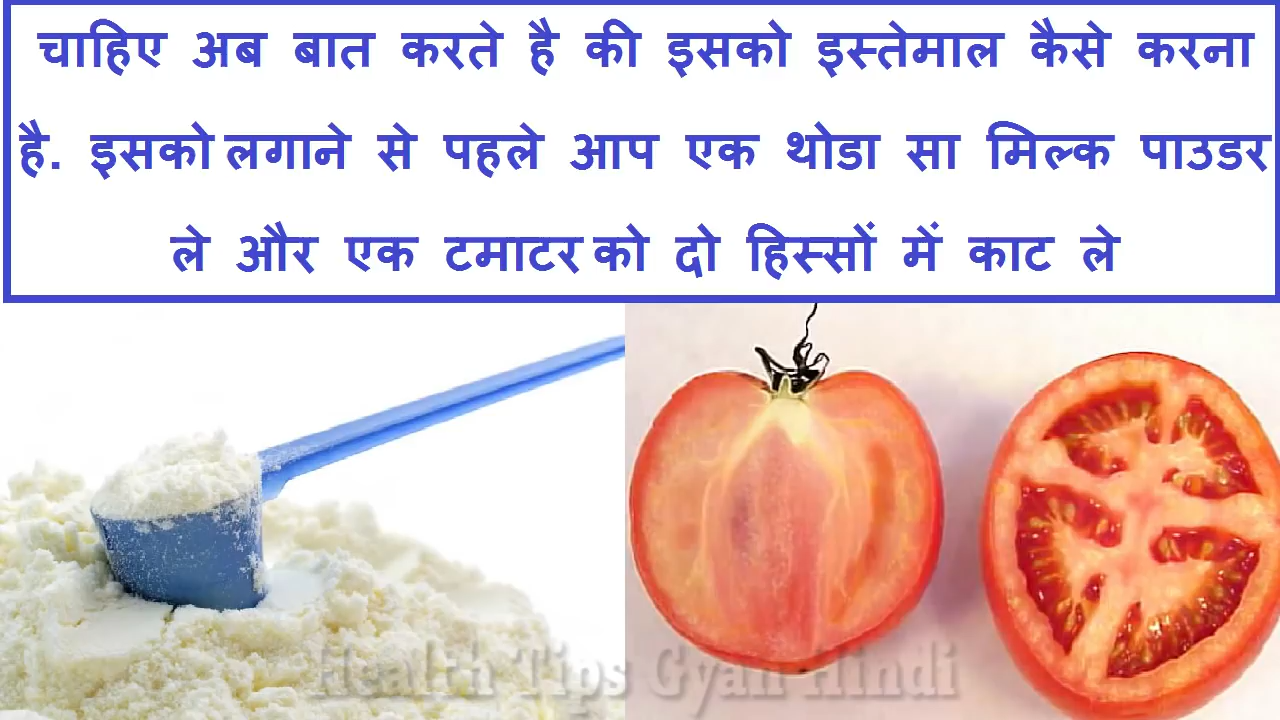 चाहिए अब बात करते है की इसको इस्तेमाल कैसे करना
है. इसको लगाने से पहले आप एक थोडा सा मिल्क पाउडर
ले और एक टमाटर को दो हिस्सों में काट ले
Health Tips Gyan Hindi